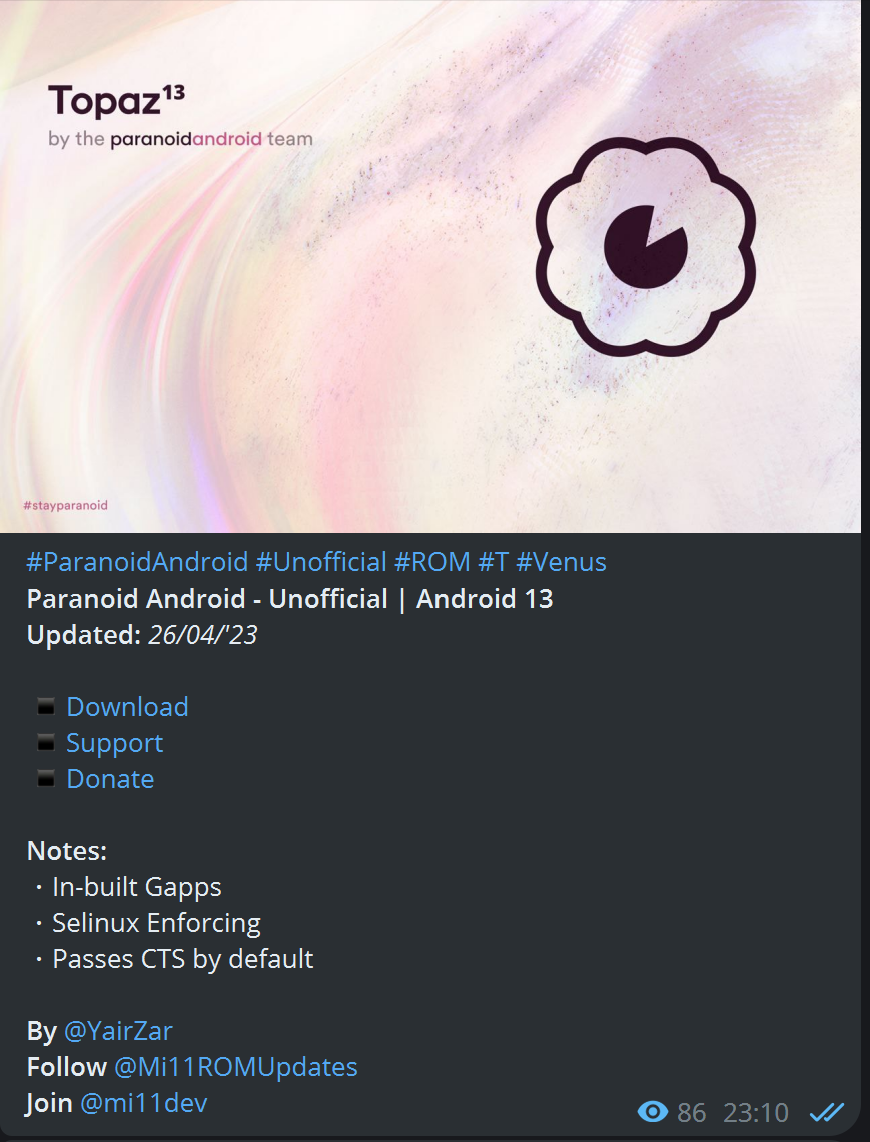 Topaz¹³
by the paranoidandroid team
#stayparanoid
#ParanoidAndroid #Unofficial #ROM #T #Venus
Paranoid Android - Unofficial | Android 13
Updated: 26/04/'23
▪️ Download
▪️ Support
▪️ Donate
Notes:
· In-built Gapps
· Selinux Enforcing
· Passes CTS by default
By @YairZar
Follow @Mi11ROMUpdates
Join @mi11dev
86 23:10